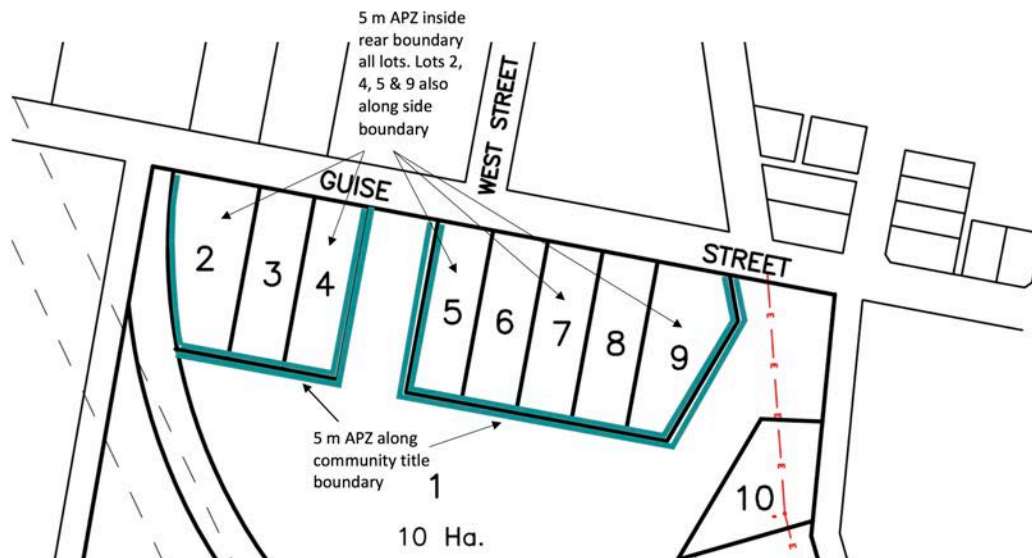 5 m APZ inside
rear boundary
all lots. Lots 2,
4, 5 & 9 also
along side
boundary
WEST STREET
GUISE
STREET
2
3
4
5
6
7
8
9
5 m APZ along
community title
boundary
1
10 Ha.
10
E
E
E
E
E